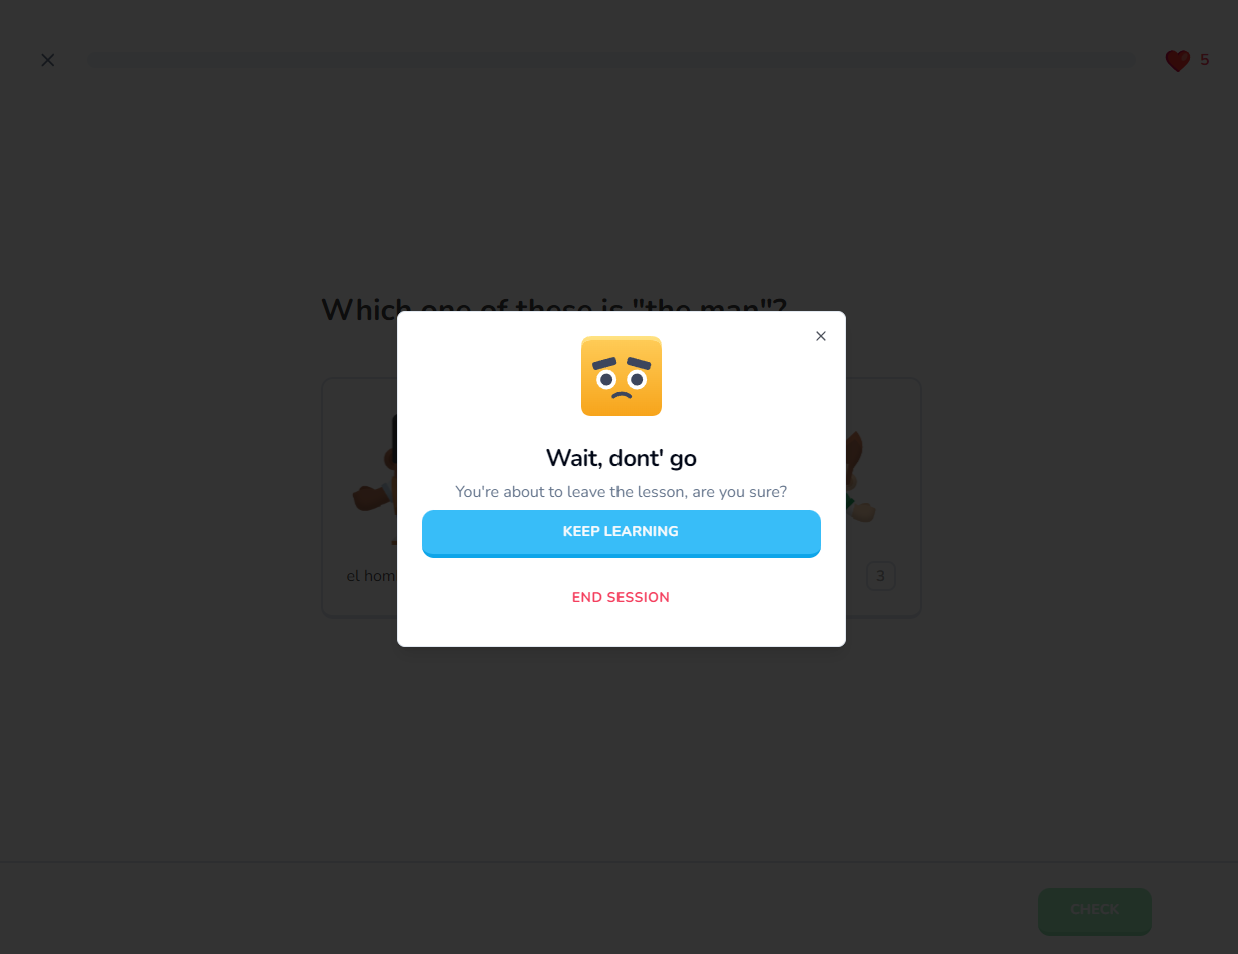 5
Which one of these is "the man"?
Wait, dont' go
You're about to leave the lesson, are you sure?
KEEP LEARNING
el hom
3
END SESSION
CHECK